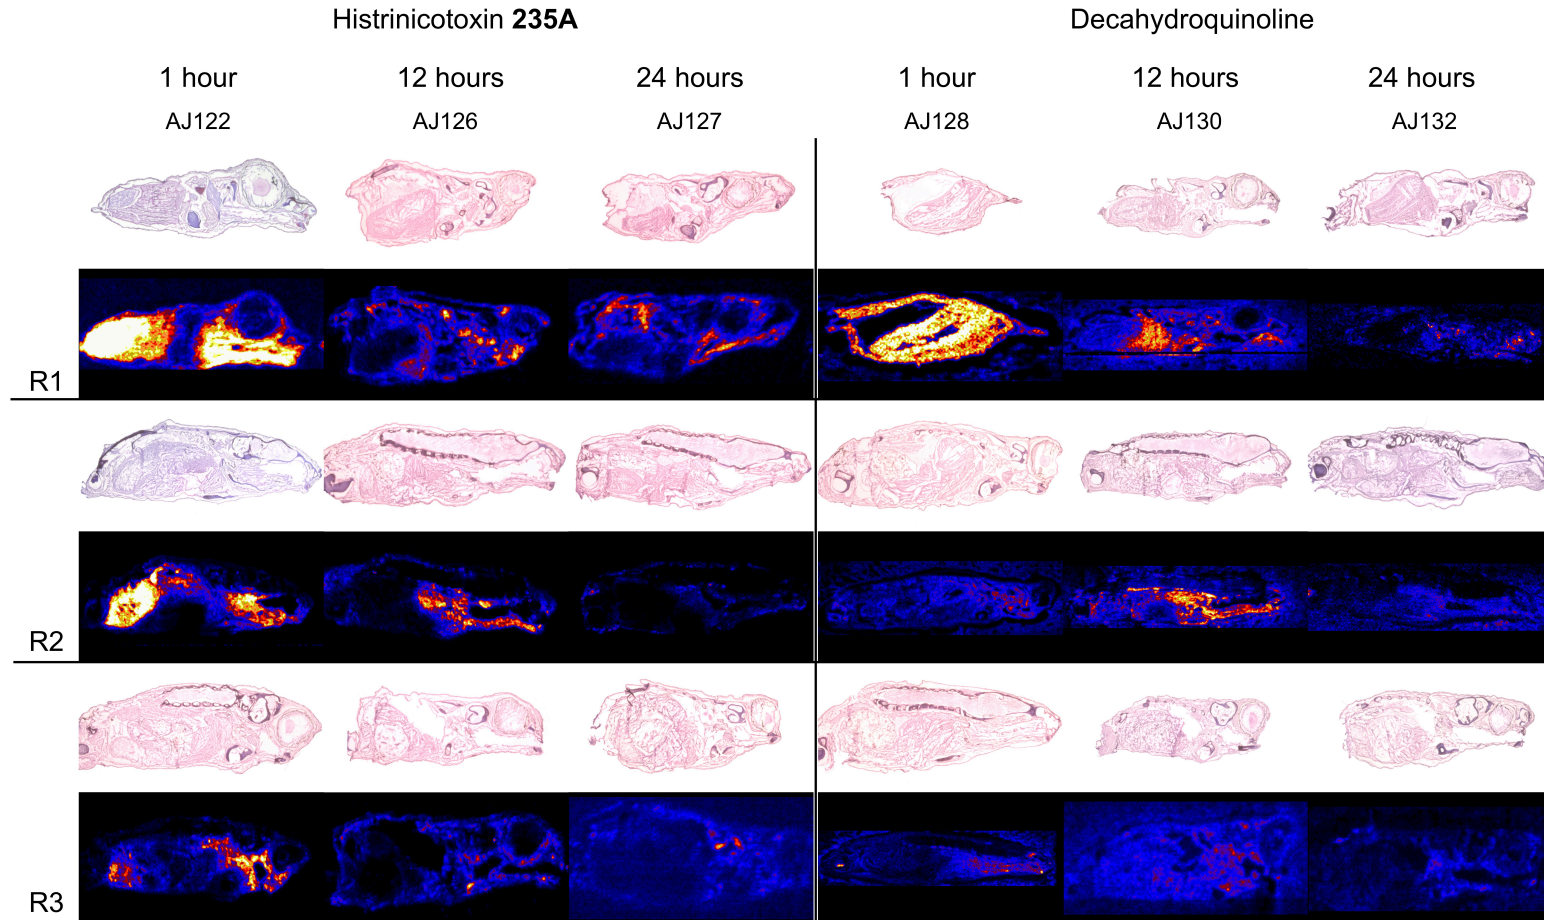 Histrinicotoxin 235A
Decahydroquinoline
1 hour
12 hours
24 hours
1 hour
12 hours
24 hours
AJ122
AJ126
AJ127
AJ128
AJ130
AJ132
R1
R2
R3